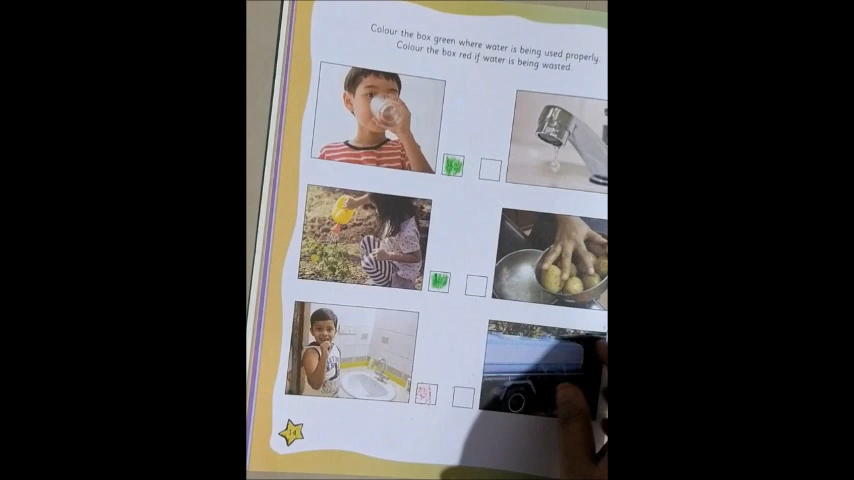 Colour the box green where water is being used properly.
Colour the box red if water is being wasted.